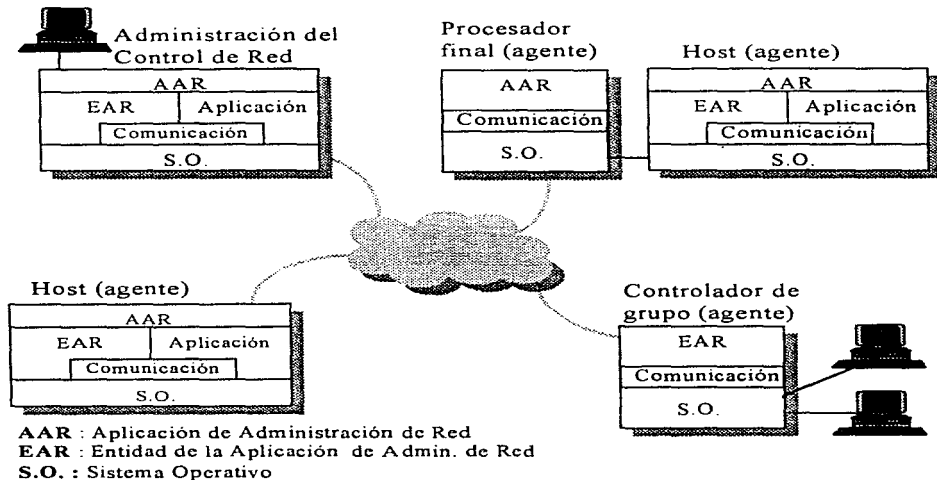 Administración del
Control de Red
AAR
EAR
Aplicación
Comunicación
S.O.
Procesador
final (agente)
AAR
Comunicación
S.O.
Host (agente)
AAR
EAR
Aplicación
Comunicación
S.O.
Host (agente)
AAR
EAR
Aplicación
Comunicación
S.O.
Controlador de
grupo (agente)
EAR
Comunicación
S.O.
AAR : Aplicación de Administración de Red
EAR : Entidad de la Aplicación de Admin. de Red
S.O. : Sistema Operativo